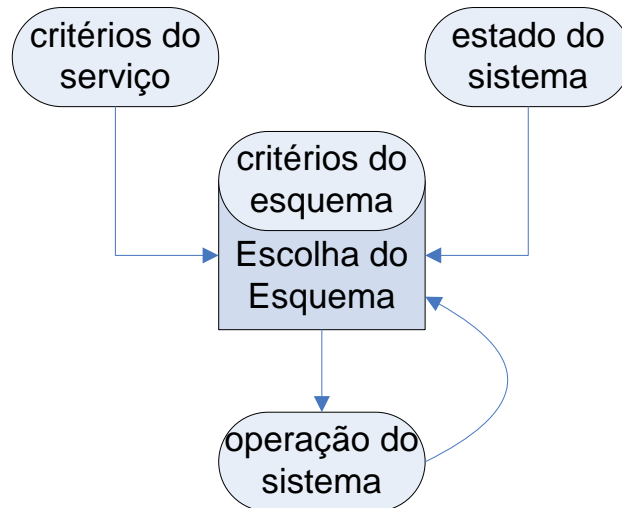 critérios do
serviço
estado do
sistema
critérios do
esquema
Escolha do
Esquema
operação do
sistema